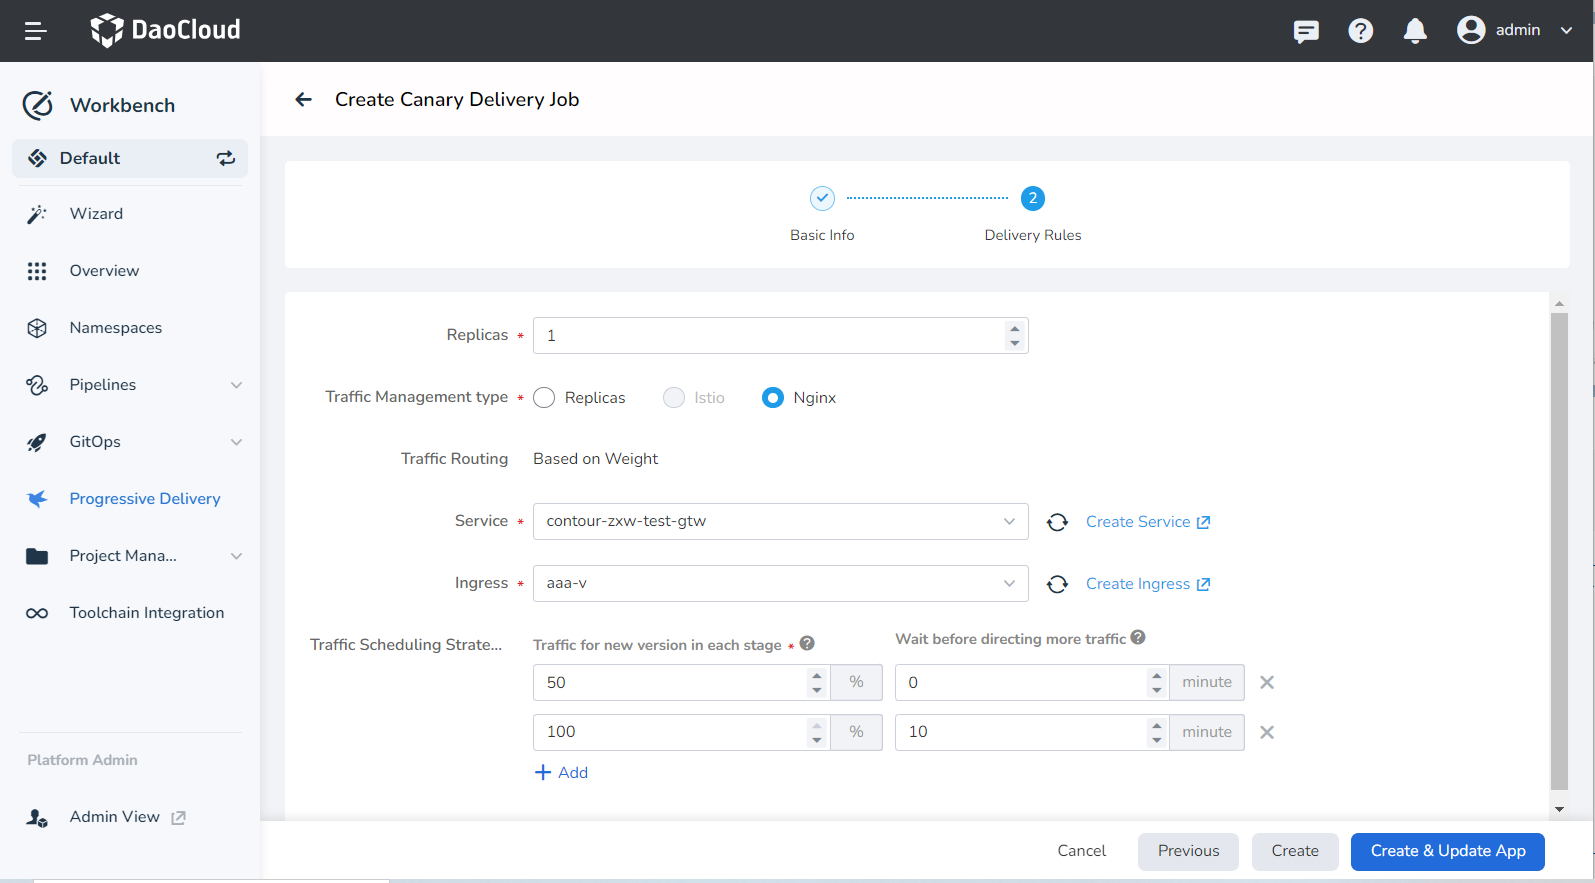 DaoCloud
admin
Workbench
Default
Wizard
Overview
Namespaces
Pipelines
GitOps
Progressive Delivery
Project Mana...
Toolchain Integration
Platform Admin
Admin View
Create Canary Delivery Job
2
Basic Info
Delivery Rules
Replicas * 1
Traffic Management type * Replicas Istio Nginx
Traffic Routing Based on Weight
Service * contour-zxw-test-gtw Create Service
Ingress * aaa-v Create Ingress
Traffic Scheduling Strate... Traffic for new version in each stage * ? Wait before directing more traffic ?
50 % 0 minute
100 % 10 minute
+ Add
Cancel Previous Create Create & Update App